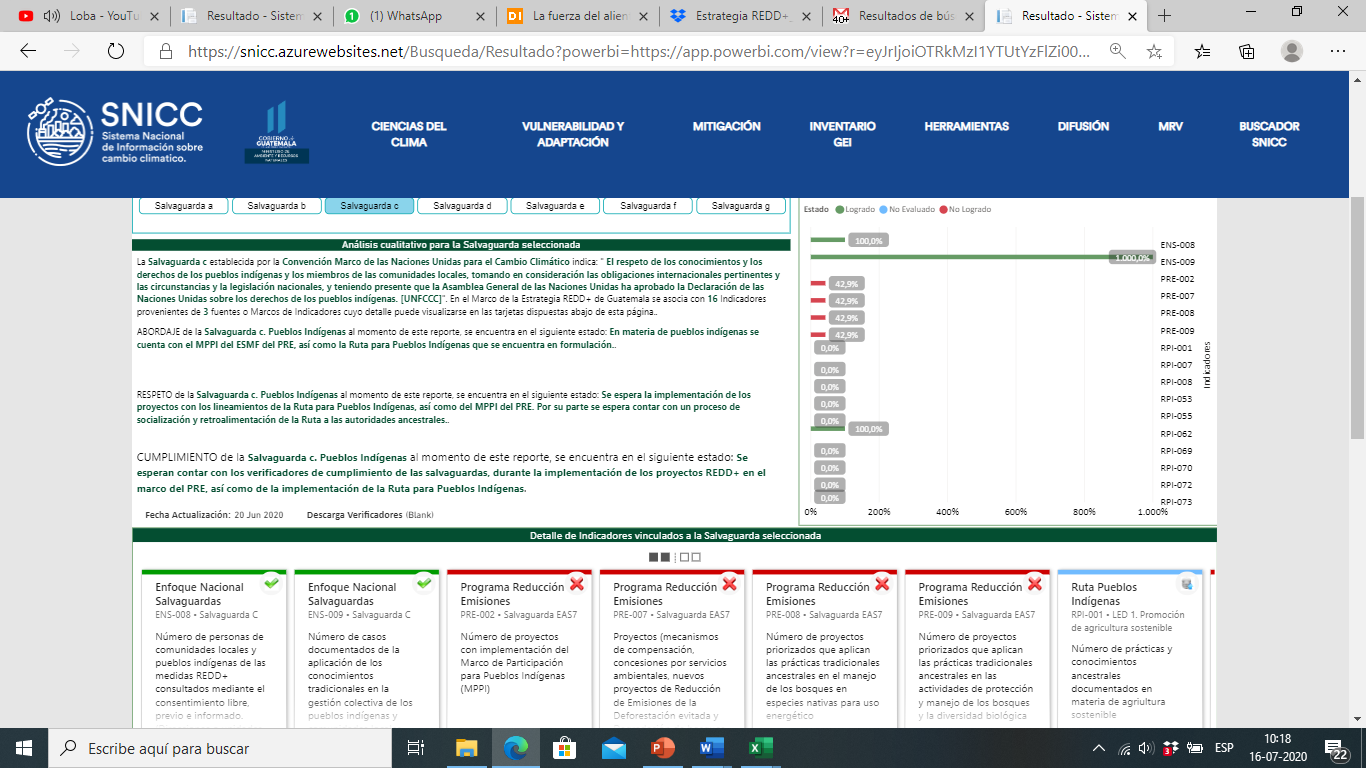 Loba - YouTu
Resultado - Sistem
(1) WhatsApp
La fuerza del alien
Estrategia REDD+
Resultados de bús
Resultado - Sistem
https://snicc.azurewebsites.net/Busqueda/Resultado?powerbi=https://app.powerbi.com/view?r=eyJrIjoiOTRkMzI1YTUtYzFlZi00...
SNICC
Sistema Nacional
de Información sobre
cambio climatico.
GOBIERNO de
GUATEMALA
MINISTERIO DE
AMBIENTE Y RECURSOS
NATURALES
CIENCIAS DEL
CLIMA
VULNERABILIDAD Y
ADAPTACIÓN
MITIGACIÓN
INVENTARIO
GEI
HERRAMIENTAS
DIFUSIÓN
MRV
BUSCADOR
SNICC
Salvaguarda a
Salvaguarda b
Salvaguarda c
Salvaguarda d
Salvaguarda e
Salvaguarda f
Salvaguarda g
Análisis cualitativo para la Salvaguarda seleccionada
La Salvaguarda c establecida por la Convención Marco de las Naciones Unidas para el Cambio Climático indica: " El respeto de los conocimientos y los
derechos de los pueblos indígenas y los miembros de las comunidades locales, tomando en consideración las obligaciones internacionales pertinentes y
las circunstancias y la legislación nacionales, y teniendo presente que la Asamblea General de las Naciones Unidas ha aprobado la Declaración de las
Naciones Unidas sobre los derechos de los pueblos indígenas. [UNFCCC]". En el Marco de la Estrategia REDD+ de Guatemala se asocia con 16 Indicadores
provenientes de 3 fuentes o Marcos de Indicadores cuyo detalle puede visualizarse en las tarjetas dispuestas abajo de esta página..
ABORDAJE de la Salvaguarda c. Pueblos Indígenas al momento de este reporte, se encuentra en el siguiente estado: En materia de pueblos indígenas se
cuenta con el MPPI del ESMF del PRE, así como la Ruta para Pueblos Indígenas que se encuentra en formulación..
RESPETO de la Salvaguarda c. Pueblos Indígenas al momento de este reporte, se encuentra en el siguiente estado: Se espera la implementación de los
proyectos con los lineamientos de la Ruta para Pueblos Indígenas, así como del MPPI del PRE. Por su parte se espera contar con un proceso de
socialización y retroalimentación de la Ruta a las autoridades ancestrales..
CUMPLIMIENTO de la Salvaguarda c. Pueblos Indígenas al momento de este reporte, se encuentra en el siguiente estado: Se
esperan contar con los verificadores de cumplimiento de las salvaguardas, durante la implementación de los proyectos REDD+ en el
marco del PRE, así como de la implementación de la Ruta para Pueblos Indígenas.
Fecha Actualización: 20 Jun 2020 Descarga Verificadores (Blank)
Estado Logrado No Evaluado No Logrado
100,0% ENS-008
1.000,0% ENS-009
42,9% PRE-002
42,9% PRE-007
42,9% PRE-008
42,9% PRE-009
0,0% RPI-001
0,0% RPI-007
0,0% RPI-008
0,0% RPI-053
0,0% RPI-055
100,0% RPI-062
0,0% RPI-069
0,0% RPI-070
0,0% RPI-072
0,0% RPI-073
Indicadores
0% 200% 400% 600% 800% 1.000%
Detalle de Indicadores vinculados a la Salvaguarda seleccionada
Enfoque Nacional
Salvaguardas
ENS-008 • Salvaguarda C
Número de personas de
comunidades locales y
pueblos indígenas de las
medidas REDD+
consultados mediante el
consentimiento libre,
previo e informado.
Enfoque Nacional
Salvaguardas
ENS-009 • Salvaguarda C
Número de casos
documentados de la
aplicación de los
conocimientos
tradicionales en la
gestión colectiva de los
pueblos indígenas y
Programa Reducción
Emisiones
PRE-002 • Salvaguarda EAS7
Número de proyectos
con implementación del
Marco de Participación
para Pueblos Indígenas
(MPPI)
Programa Reducción
Emisiones
PRE-007 • Salvaguarda EAS7
Proyectos (mecanismos
de compensación,
concesiones por servicios
ambientales, nuevos
proyectos de Reducción
de Emisiones de la
Deforestación evitada y
Programa Reducción
Emisiones
PRE-008 • Salvaguarda EAS7
Número de proyectos
priorizados que aplican
las prácticas tradicionales
ancestrales en el manejo
de los bosques en
especies nativas para uso
energético
Programa Reducción
Emisiones
PRE-009 • Salvaguarda EAS7
Número de proyectos
priorizados que aplican
las prácticas tradicionales
ancestrales en las
actividades de protección
y manejo de los bosques
y la diversidad biológica
Ruta Pueblos
Indígenas
RPI-001 • LED 1. Promoción
de agricultura sostenible
Número de prácticas y
conocimientos
ancestrales
documentados en
materia de agriultura
sostenible
Escribe aquí para buscar
ESP
10:18
16-07-2020
22